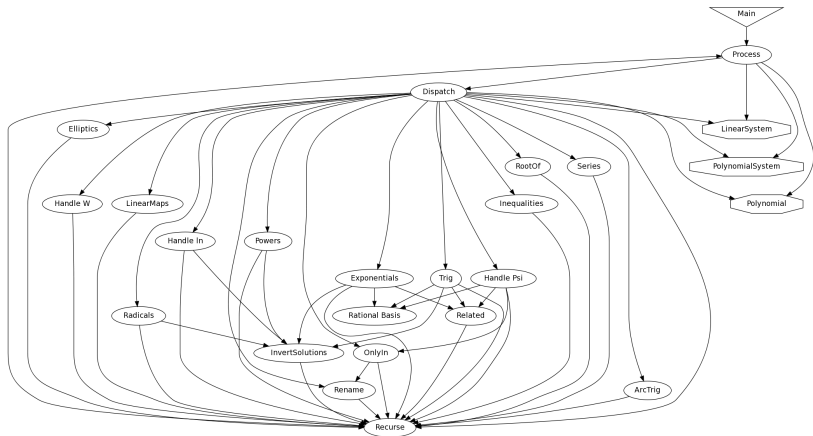 Main
Process
Dispatch
Elliptics
LinearSystem
RootOf
Series
PolynomialSystem
Handle W
LinearMaps
Inequalities
Polynomial
Handle ln
Powers
Exponentials
Trig
Handle Psi
Radicals
Rational Basis
Related
InvertSolutions
OnlyIn
Rename
ArcTrig
Recurse